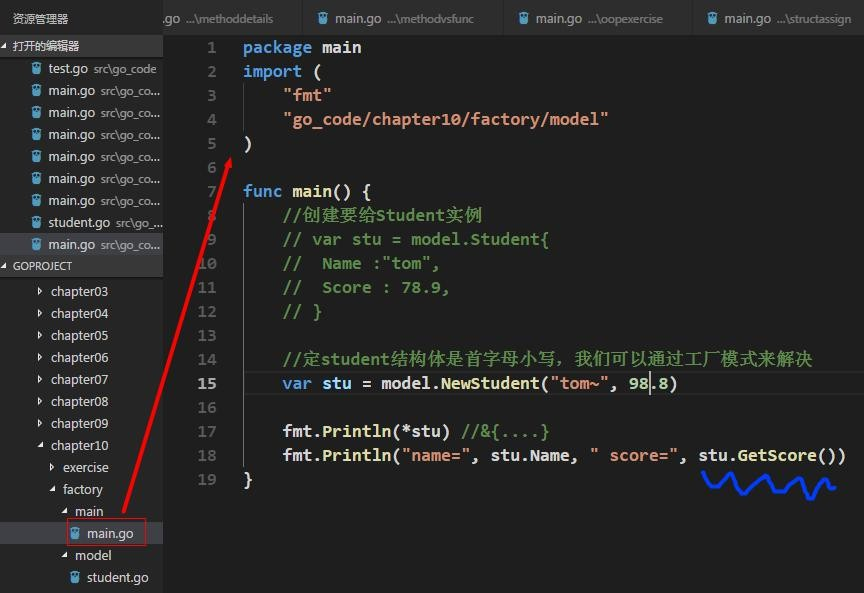 资源管理器
.go ...\methoddetails
main.go ...\methodvsfunc
main.go ...\oopexercise
main.go ...\structassign
打开的编辑器
test.go src\go_code
main.go src\go_co...
main.go src\go_co...
main.go src\go_co...
main.go src\go_co...
main.go src\go_co...
main.go src\go_co...
student.go src\go_...
main.go src\go_co...
GOPROJECT
chapter03
chapter04
chapter05
chapter06
chapter07
chapter08
chapter09
chapter10
exercise
factory
main
main.go
model
student.go
1 package main
2 import (
3 "fmt"
4 "go_code/chapter10/factory/model"
5 )
6
7 func main() {
8 //创建要给Student实例
9 // var stu = model.Student{
10 // Name :"tom",
11 // Score : 78.9,
12 // }
13
14 //定student结构体是首字母小写，我们可以通过工厂模式来解决
15 var stu = model.NewStudent("tom~", 98.8)
16
17 fmt.Println(*stu) //&{....}
18 fmt.Println("name=", stu.Name, " score=", stu.GetScore())
19 }